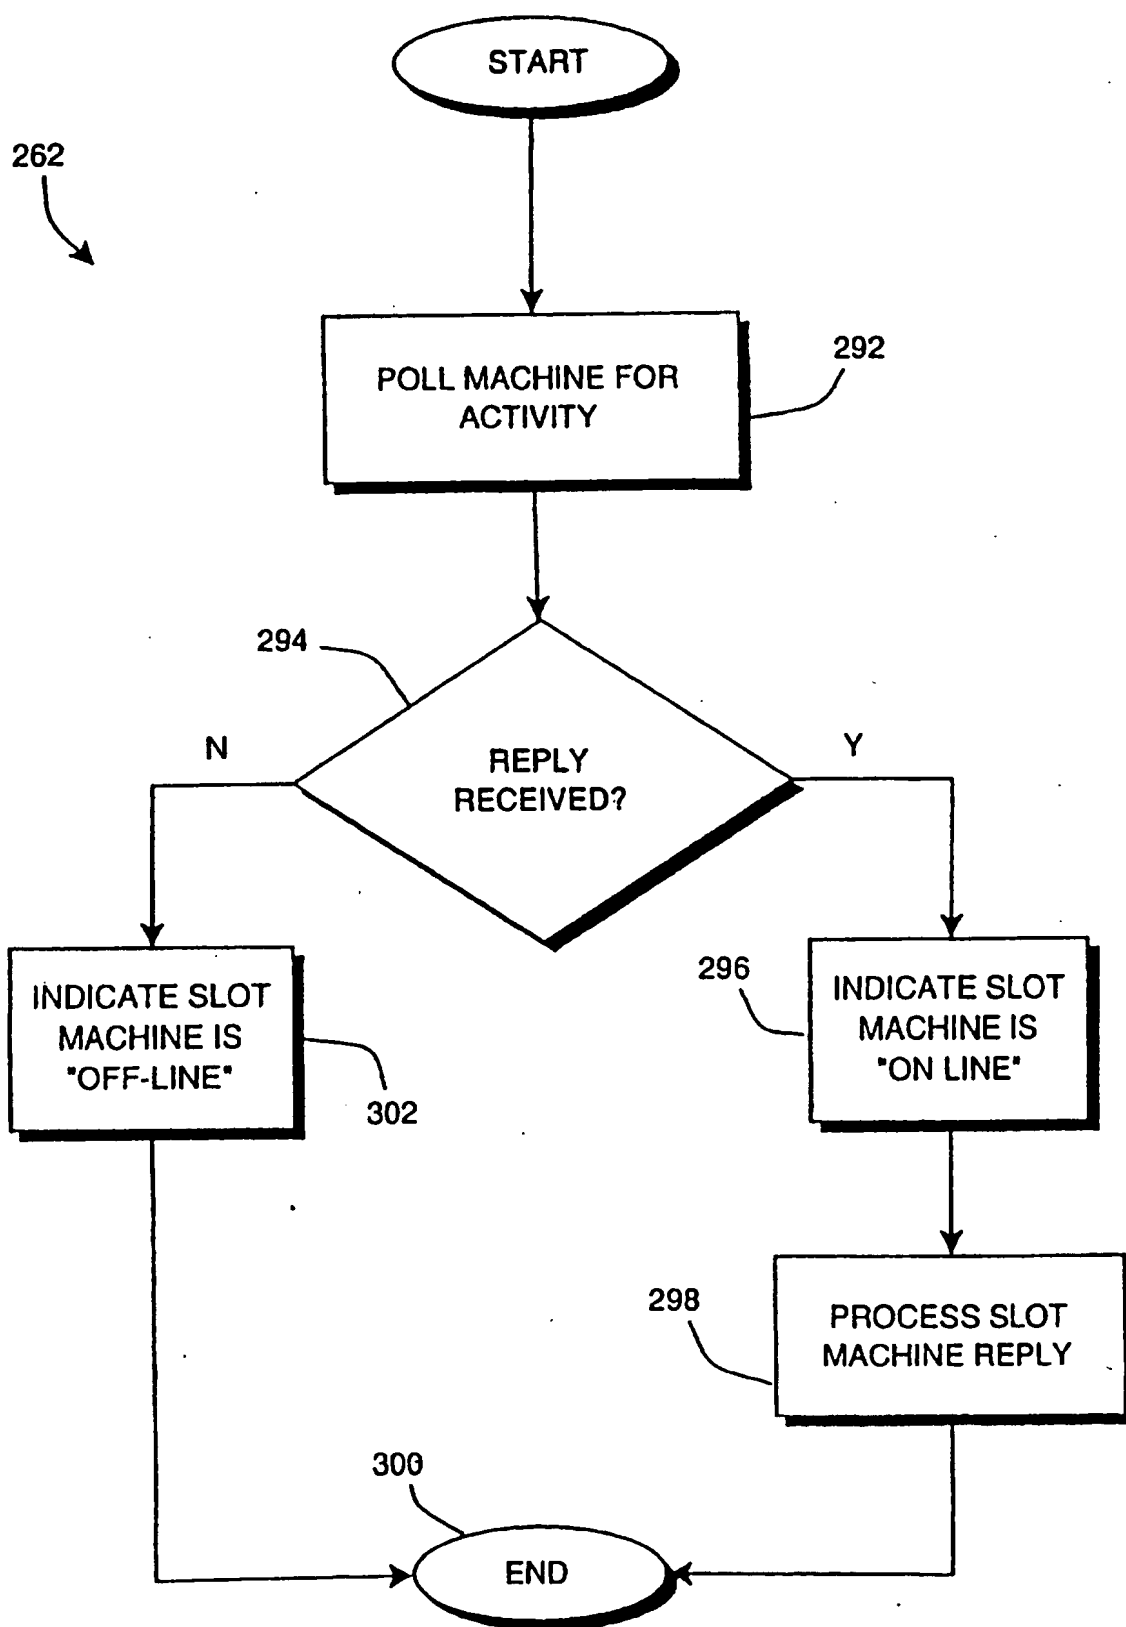 START
262
POLL MACHINE FOR
ACTIVITY
292
294
N
REPLY
RECEIVED?
Y
INDICATE SLOT
MACHINE IS
"OFF-LINE"
302
296
INDICATE SLOT
MACHINE IS
"ON LINE"
298
PROCESS SLOT
MACHINE REPLY
300
END